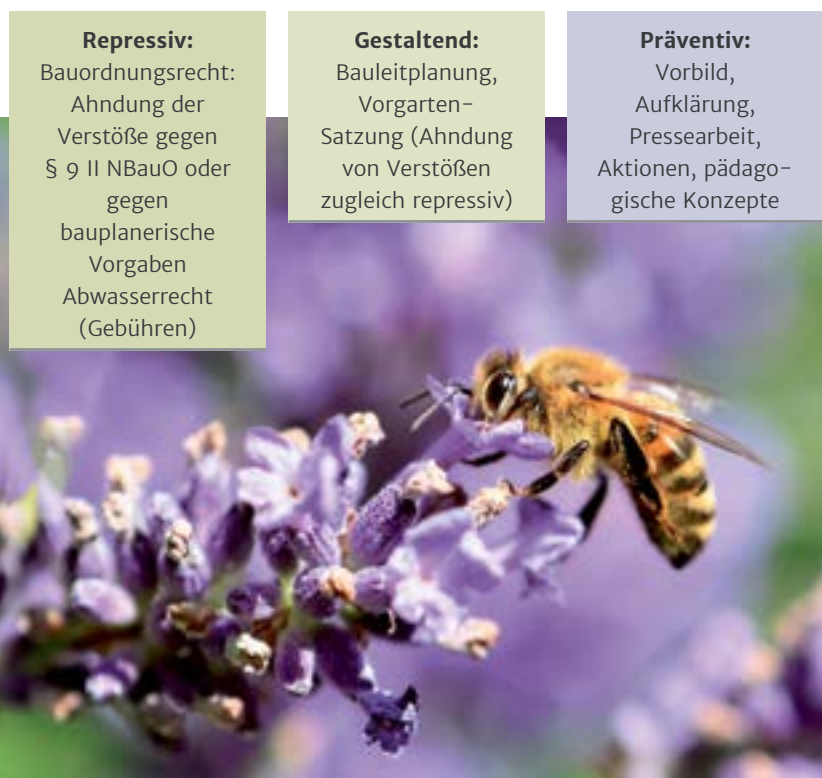 Repressiv:
Bauordnungsrecht:
Ahndung der
Verstöße gegen
§ 9 II NBauO oder
gegen
bauplanerische
Vorgaben
Abwasserrecht
(Gebühren)
Gestaltend:
Bauleitplanung,
Vorgarten-
Satzung (Ahndung
von Verstößen
zugleich repressiv)
Präventiv:
Vorbild,
Aufklärung,
Pressearbeit,
Aktionen, pädago-
gische Konzepte